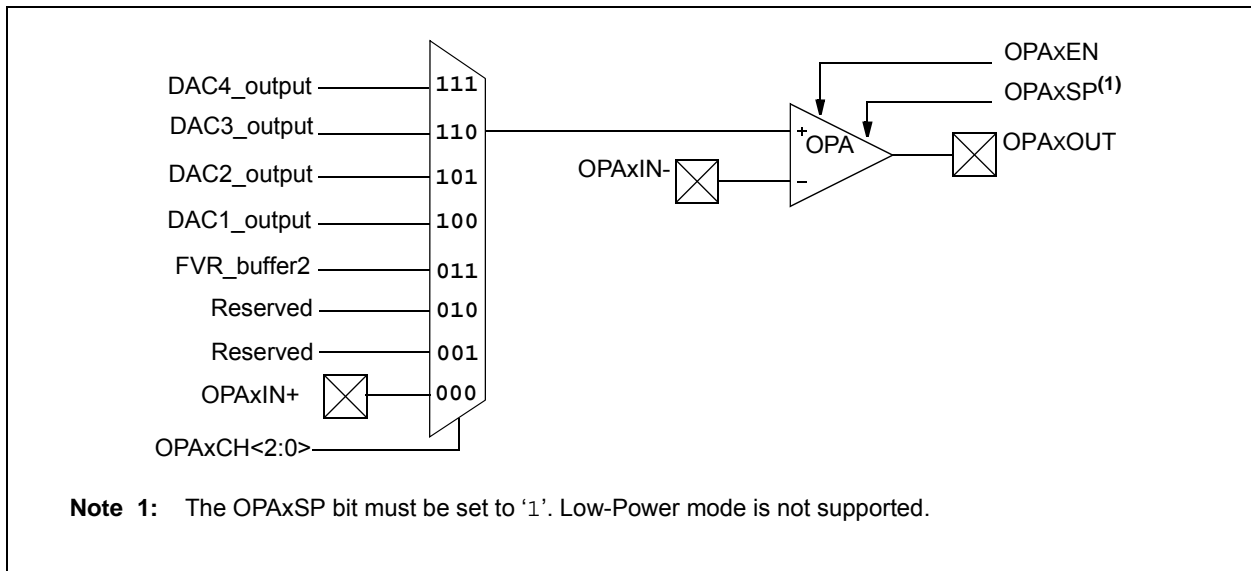 DAC4_output 111
DAC3_output 110
DAC2_output 101
DAC1_output 100
FVR_buffer2 011
Reserved 010
Reserved 001
OPAxIN+ 000
OPAxCH<2:0>
OPAxEN
OPAxSP(1)
+
OPA
OPAxOUT
OPAxIN-
−
Note 1: The OPAxSP bit must be set to ‘1’. Low-Power mode is not supported.